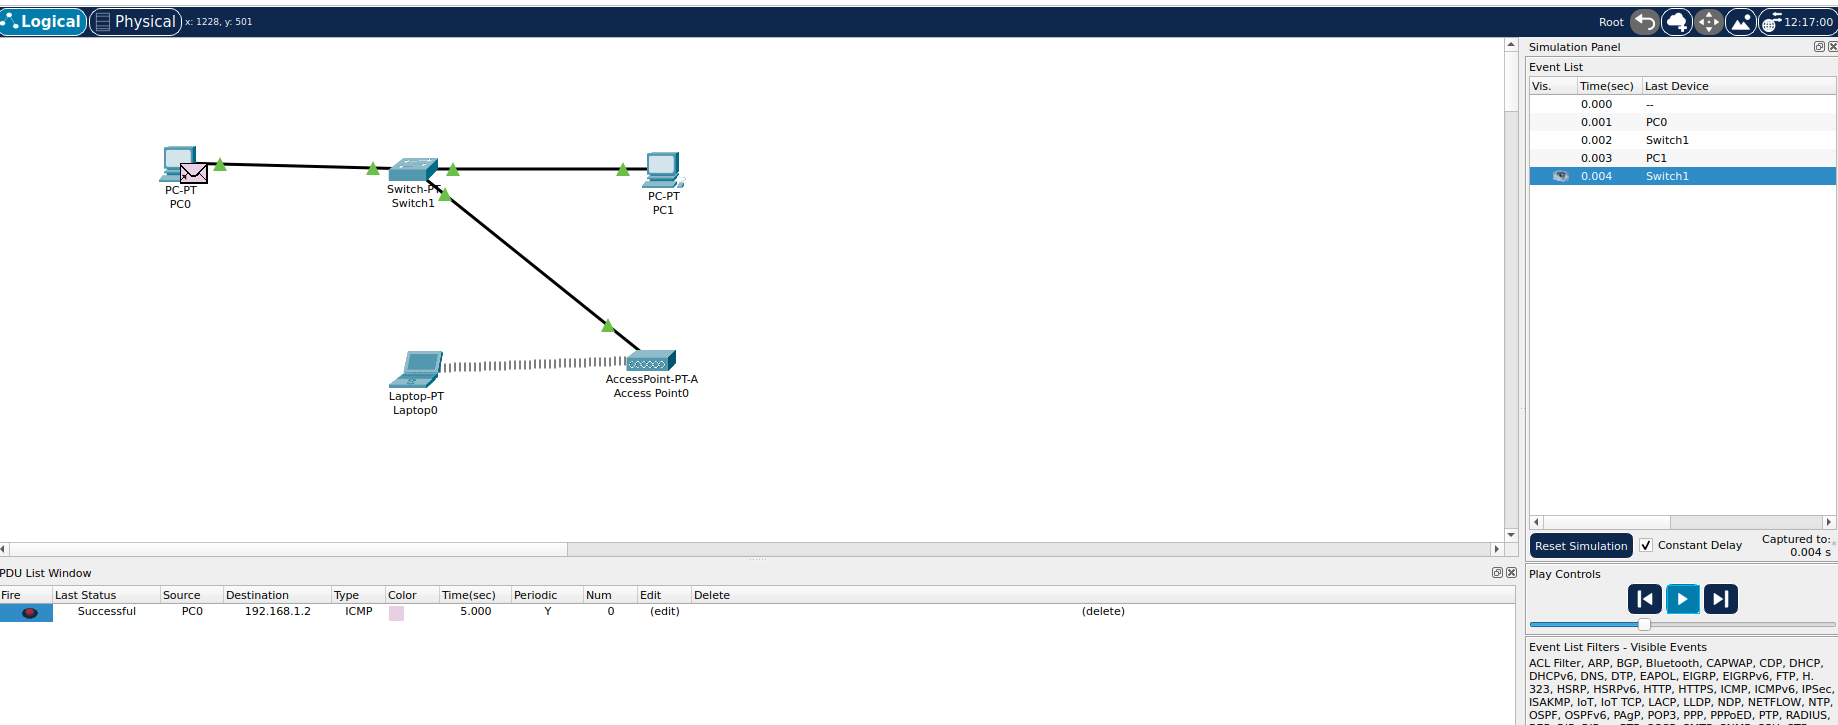 Logical Physical x: 1228, y: 501 Root 12:17:00
PC-PT
PC0
Switch-PT
Switch1
PC-PT
PC1
Laptop-PT
Laptop0
AccessPoint-PT-A
Access Point0
Simulation Panel
Event List
Vis. Time(sec) Last Device
0.000 --
0.001 PC0
0.002 Switch1
0.003 PC1
0.004 Switch1
Reset Simulation Constant Delay Captured to:
0.004 s
Play Controls
Event List Filters - Visible Events
ACL Filter, ARP, BGP, Bluetooth, CAPWAP, CDP, DHCP,
DHCPv6, DNS, DTP, EAPOL, EIGRP, EIGRPv6, FTP, H.
323, HSRP, HSRPv6, HTTP, HTTPS, ICMP, ICMPv6, IPSec,
ISAKMP, IoT, IoT TCP, LACP, LLDP, NDP, NETFLOW, NTP,
OSPF, OSPFv6, PAgP, POP3, PPP, PPPoED, PTP, RADIUS,
PDU List Window
Fire Last Status Source Destination Type Color Time(sec) Periodic Num Edit Delete
Successful PC0 192.168.1.2 ICMP 5.000 Y 0 (edit) (delete)